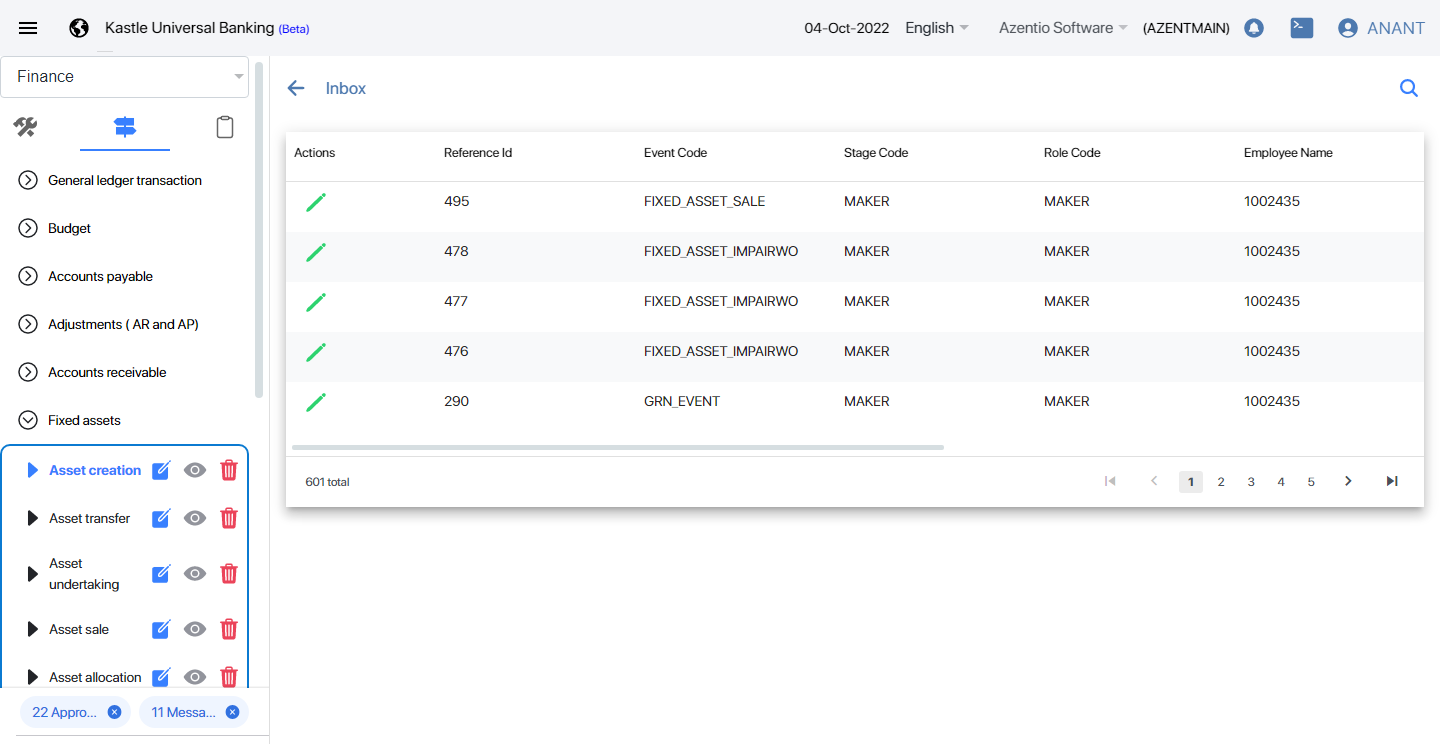 Kastle Universal Banking (Beta) 04-Oct-2022 English Azentio Software (AZENTMAIN) ANANT
Finance
General ledger transaction
Budget
Accounts payable
Adjustments ( AR and AP)
Accounts receivable
Fixed assets
Asset creation
Asset transfer
Asset
undertaking
Asset sale
Asset allocation
22 Appro... 11 Messa...
Inbox
Actions Reference Id Event Code Stage Code Role Code Employee Name
495 FIXED_ASSET_SALE MAKER MAKER 1002435
478 FIXED_ASSET_IMPAIRWO MAKER MAKER 1002435
477 FIXED_ASSET_IMPAIRWO MAKER MAKER 1002435
476 FIXED_ASSET_IMPAIRWO MAKER MAKER 1002435
290 GRN_EVENT MAKER MAKER 1002435
601 total 1 2 3 4 5